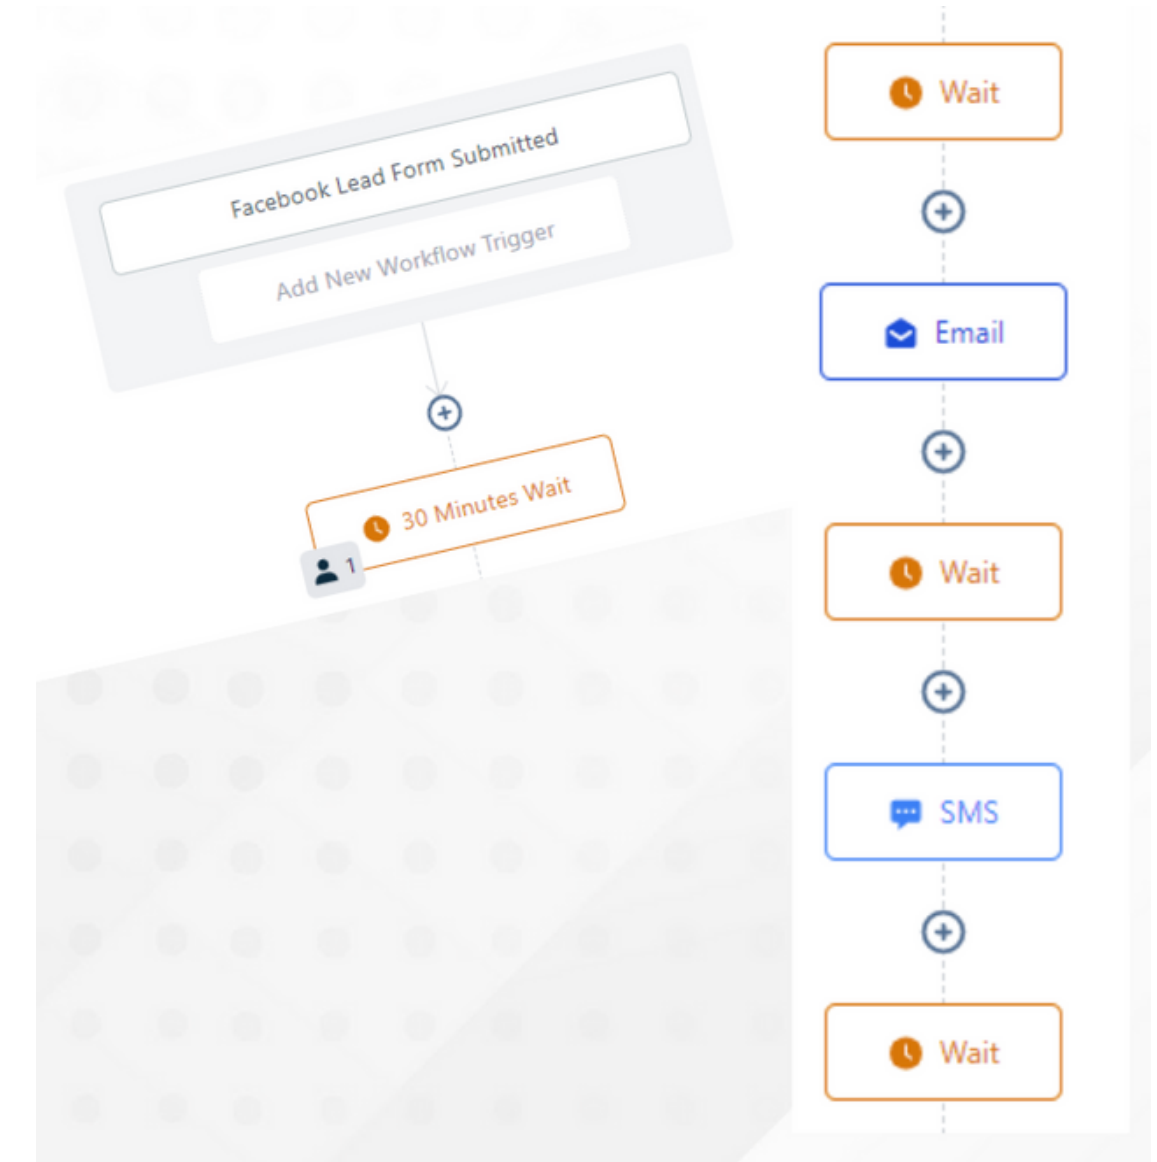 Facebook Lead Form Submitted
Add New Workflow Trigger
30 Minutes Wait
1
Wait
Email
Wait
SMS
Wait